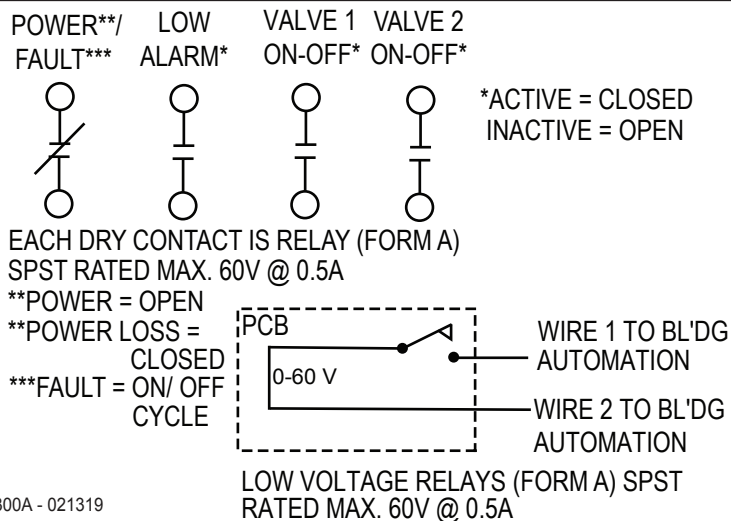 POWER**/ LOW VALVE 1 VALVE 2
FAULT*** ALARM* ON-OFF* ON-OFF*
*ACTIVE = CLOSED
INACTIVE = OPEN
EACH DRY CONTACT IS RELAY (FORM A)
SPST RATED MAX. 60V @ 0.5A
**POWER = OPEN
**POWER LOSS =
CLOSED
***FAULT = ON/ OFF
CYCLE
PCB
0-60 V
WIRE 1 TO BL'DG
AUTOMATION
WIRE 2 TO BL'DG
AUTOMATION
LOW VOLTAGE RELAYS (FORM A) SPST
RATED MAX. 60V @ 0.5A
00A - 021319